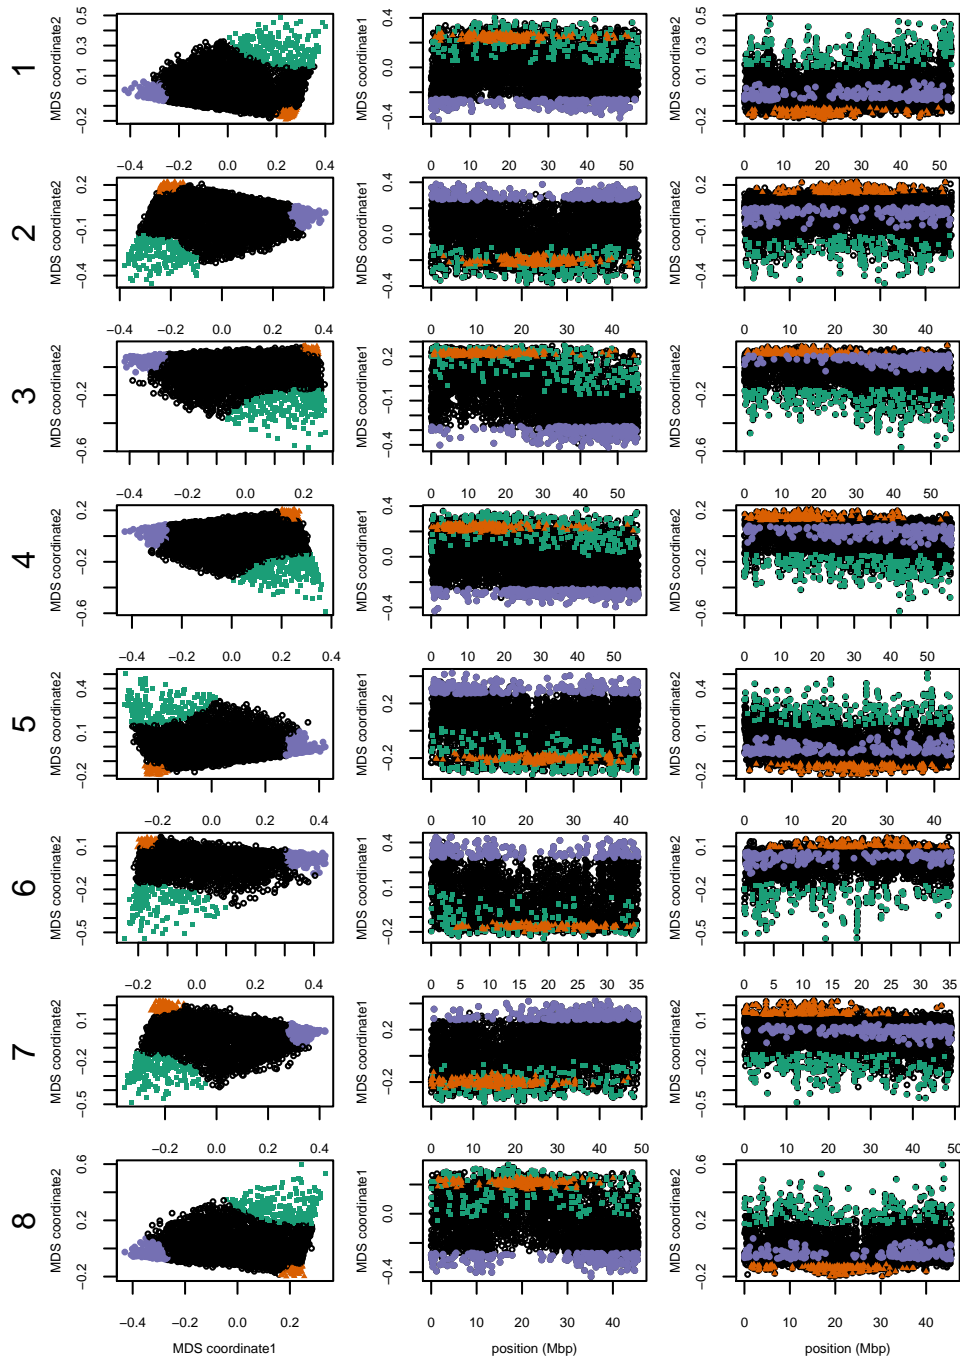 1
MDS coordinate2
−0.2 0.1 0.3 0.5
MDS coordinate1
−0.4 0.0 0.4
MDS coordinate2
−0.2 0.1 0.3 0.5
−0.4 −0.2 0.0 0.2 0.4
0 10 20 30 40 50
0 10 20 30 40 50
2
MDS coordinate2
−0.4 −0.1 0.2
MDS coordinate1
−0.4 0.0 0.4
MDS coordinate2
−0.4 −0.1 0.2
−0.4 −0.2 0.0 0.2 0.4
0 10 20 30 40
0 10 20 30 40
3
MDS coordinate2
−0.6 −0.2
MDS coordinate1
−0.4 −0.1 0.2
MDS coordinate2
−0.6 −0.2
−0.4 −0.2 0.0 0.2
0 10 20 30 40 50
0 10 20 30 40 50
4
MDS coordinate2
−0.6 −0.2 0.2
MDS coordinate1
−0.4 0.0 0.4
MDS coordinate2
−0.6 −0.2 0.2
−0.4 −0.2 0.0 0.2
0 10 20 30 40 50
0 10 20 30 40 50
5
MDS coordinate2
−0.2 0.1 0.4
MDS coordinate1
−0.2 0.2
MDS coordinate2
−0.2 0.1 0.4
−0.2 0.0 0.2 0.4
0 10 20 30 40
0 10 20 30 40
6
MDS coordinate2
−0.5 −0.2 0.1
MDS coordinate1
−0.2 0.1 0.4
MDS coordinate2
−0.5 −0.2 0.1
−0.2 0.0 0.2 0.4
0 5 10 15 20 25 30 35
0 5 10 15 20 25 30 35
7
MDS coordinate2
−0.5 −0.2 0.1
MDS coordinate1
−0.2 0.2
MDS coordinate2
−0.5 −0.2 0.1
−0.2 0.0 0.2 0.4
0 10 20 30 40 50
0 10 20 30 40 50
8
MDS coordinate2
−0.2 0.2 0.6
MDS coordinate1
−0.4 0.0
MDS coordinate2
−0.2 0.2 0.6
−0.4 −0.2 0.0 0.2
0 10 20 30 40
0 10 20 30 40
MDS coordinate1
position (Mbp)
position (Mbp)